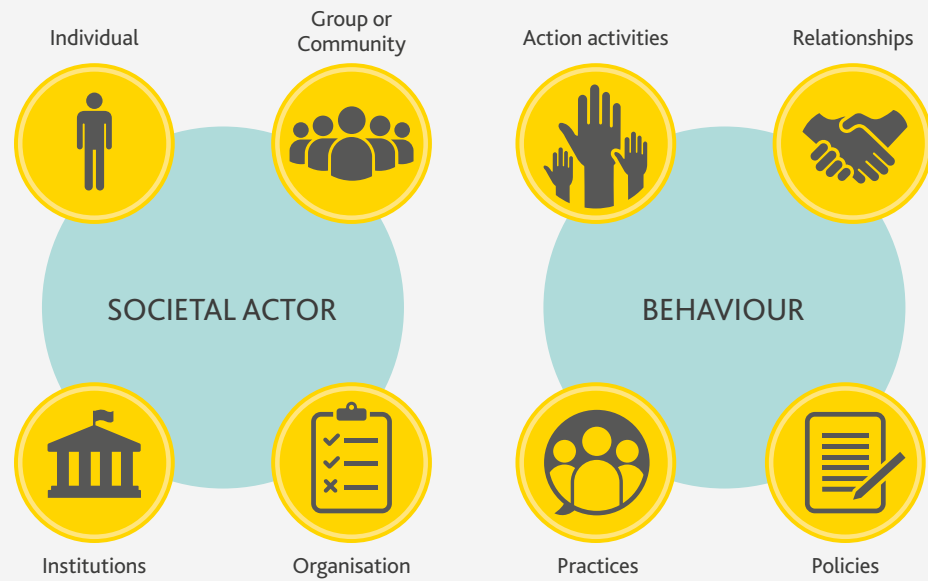 Individual
Group or
Community
Action activities
Relationships
SOCIETAL ACTOR
BEHAVIOUR
Institutions
Organisation
Practices
Policies